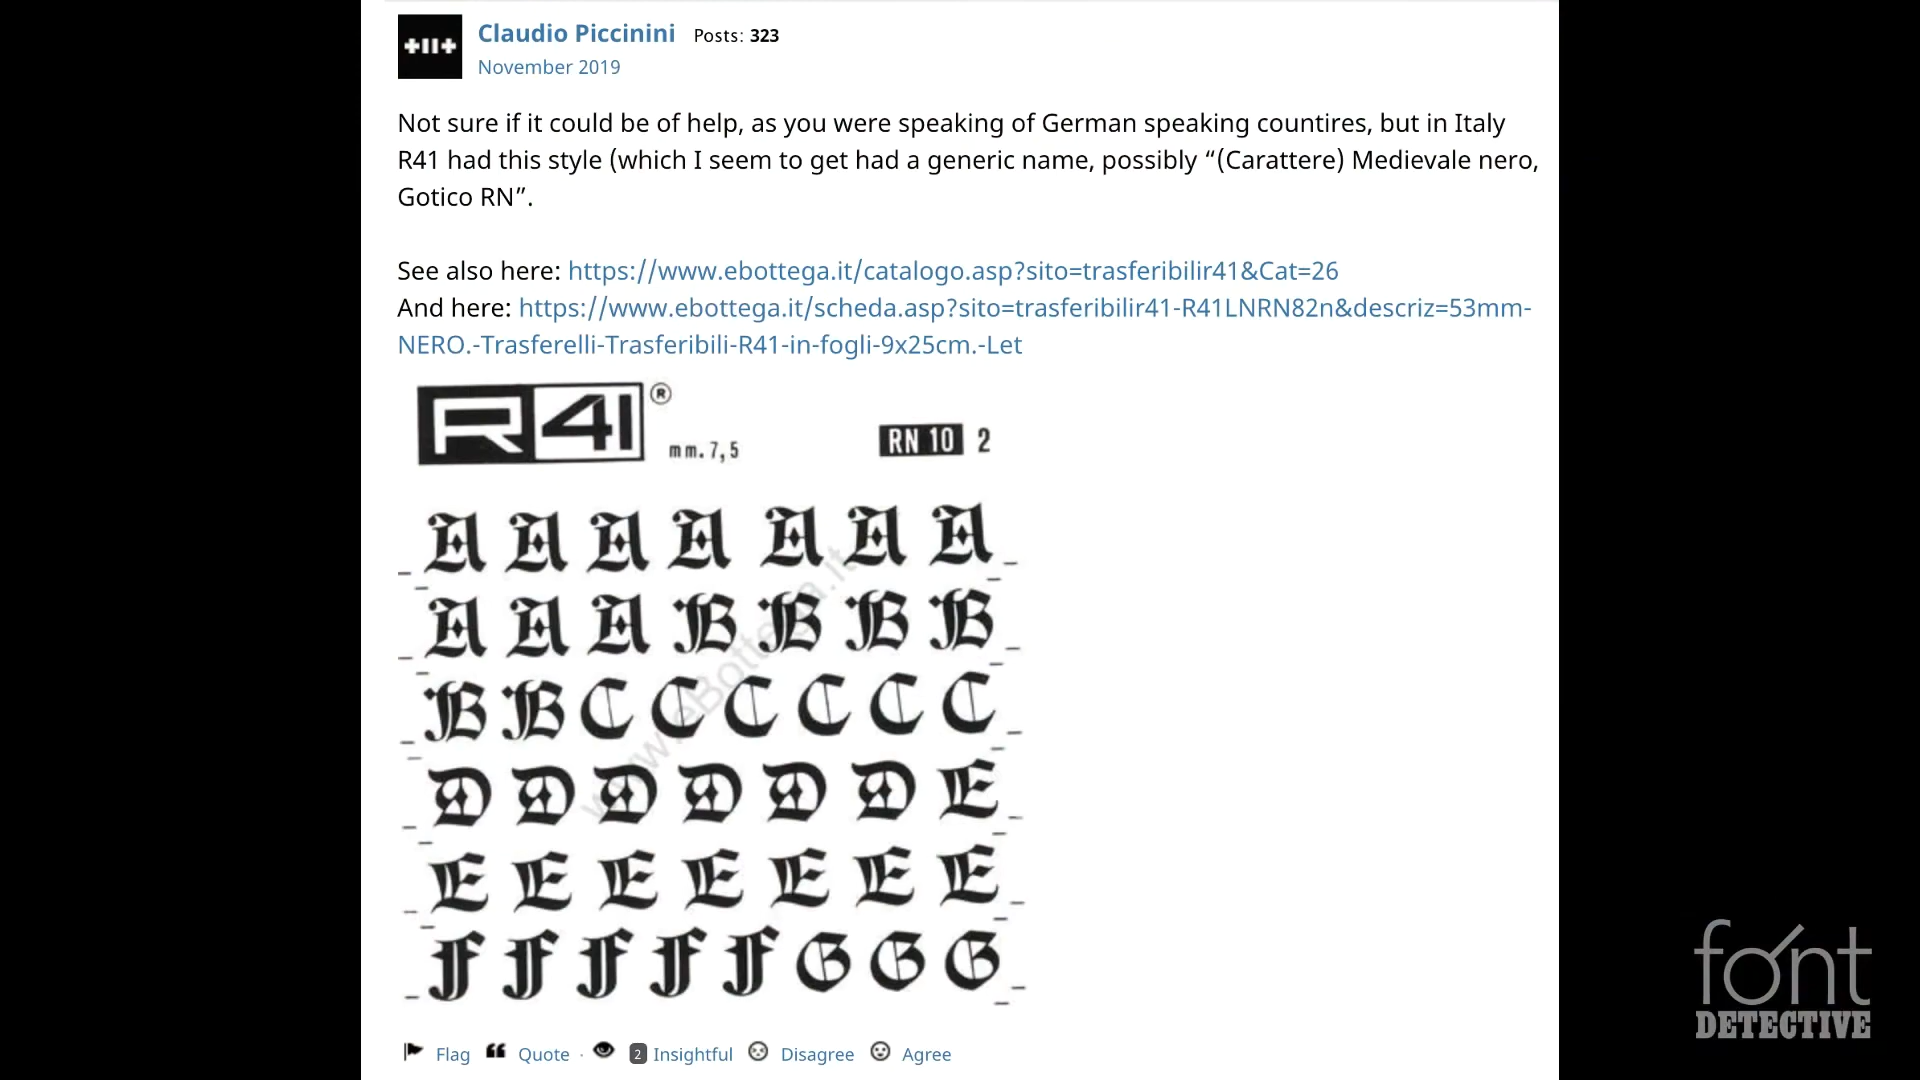 Claudio Piccinini Posts: 323
November 2019
Not sure if it could be of help, as you were speaking of German speaking countires, but in Italy
R41 had this style (which I seem to get had a generic name, possibly “(Carattere) Medievale nero,
Gotico RN”.
See also here: https://www.ebottega.it/catalogo.asp?sito=trasferibilir41&Cat=26
And here: https://www.ebottega.it/scheda.asp?sito=trasferibilir41-R41LNRN82n&descriz=53mm-
NERO.-Trasferelli-Trasferibili-R41-in-fogli-9x25cm.-Let
R41® mm. 7,5 RN 10 2
A A A A A A A
A A A B B B B
B B C C C C C C
D D D D D D E
E E E E E E E
F F F F F G G G
www.eBottega.it
Flag Quote · 2 Insightful Disagree Agree
font
DETECTIVE